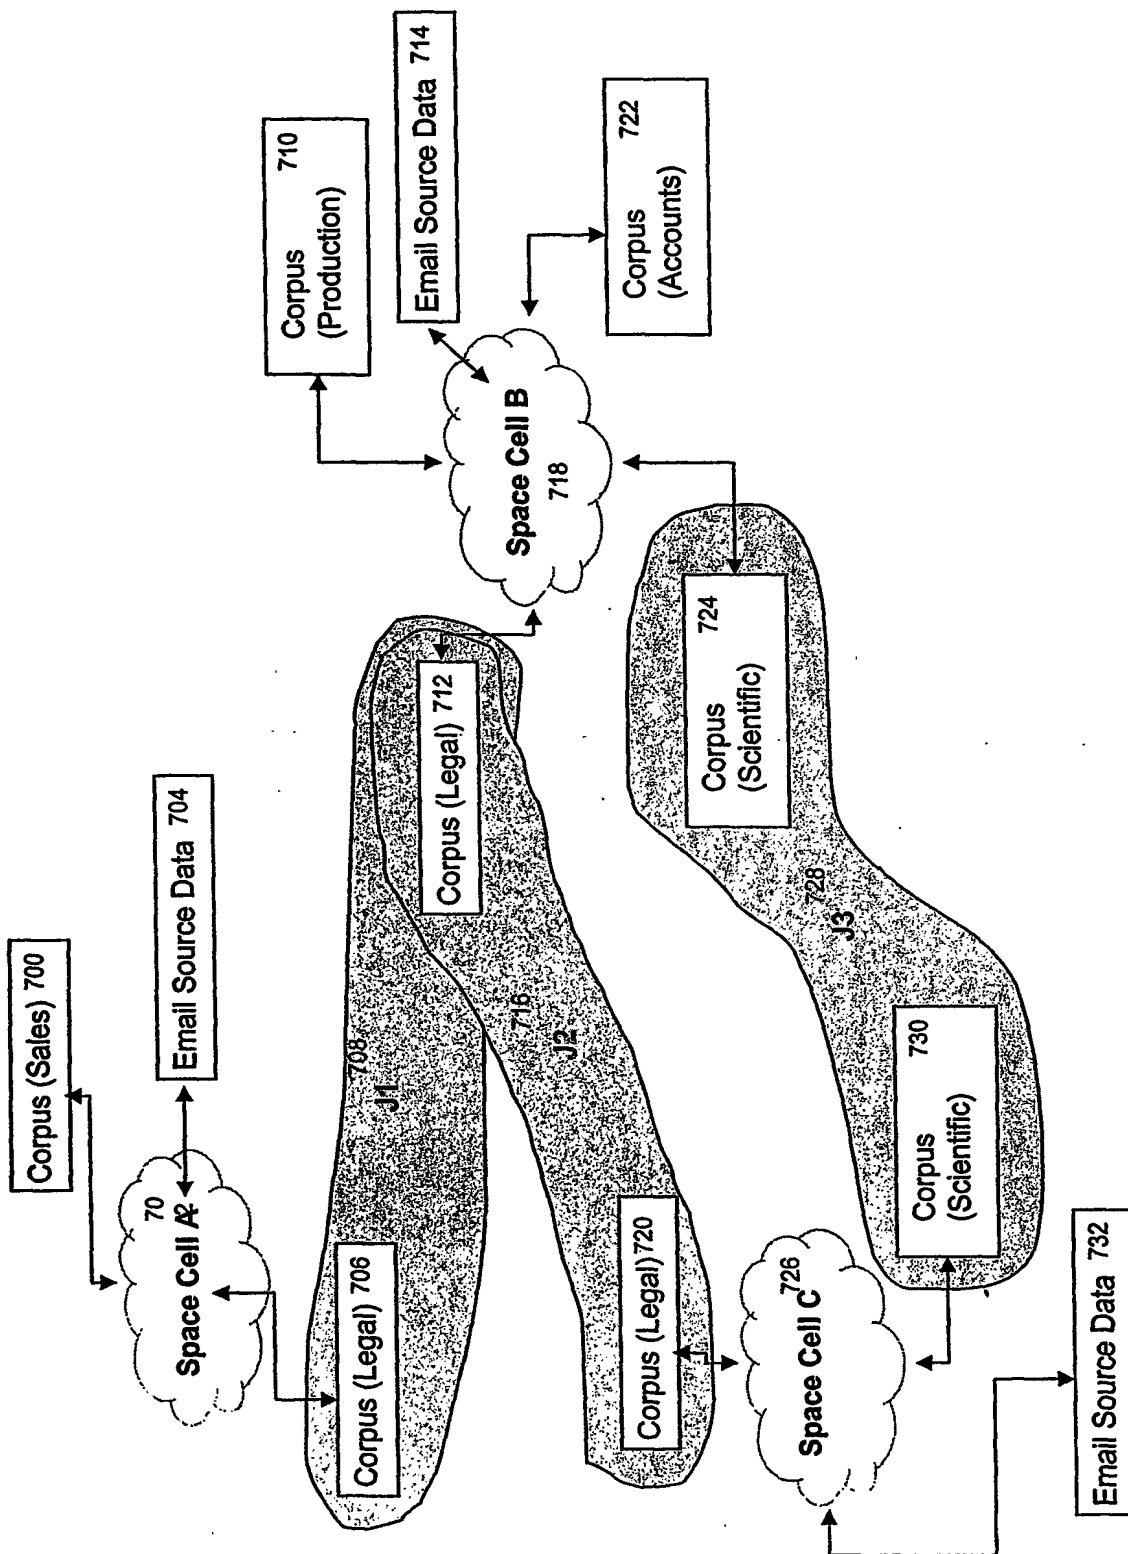 Corpus (Sales) 700
70
Space Cell A2
Email Source Data 704
710
Corpus
(Production)
Corpus (Legal) 706
708
J1
Corpus (Legal) 712
Email Source Data 714
Space Cell B
718
716
J2
Corpus (Legal) 720
722
Corpus
(Accounts)
724
Corpus
(Scientific)
726
Space Cell C
728
J3
730
Corpus
(Scientific)
Email Source Data 732